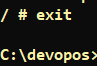 / # exit
C:\devopos>